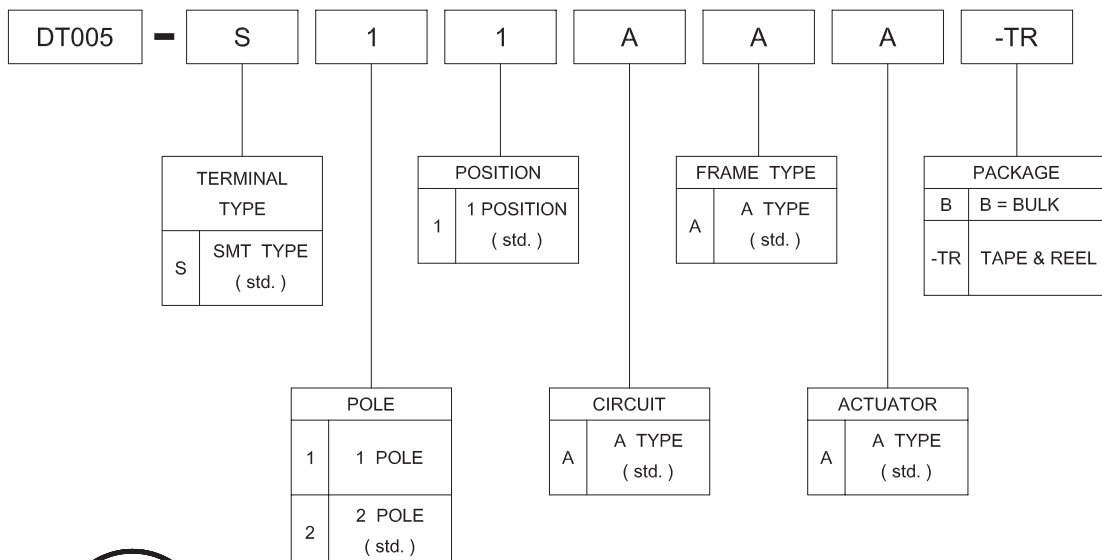 DT005 - S 1 1 A A A -TR
TERMINAL
TYPE
S SMT TYPE
( std. )
POSITION
1 1 POSITION
( std. )
FRAME TYPE
A A TYPE
( std. )
PACKAGE
B B = BULK
-TR TAPE & REEL
POLE
1 1 POLE
2 2 POLE
( std. )
CIRCUIT
A A TYPE
( std. )
ACTUATOR
A A TYPE
( std. )